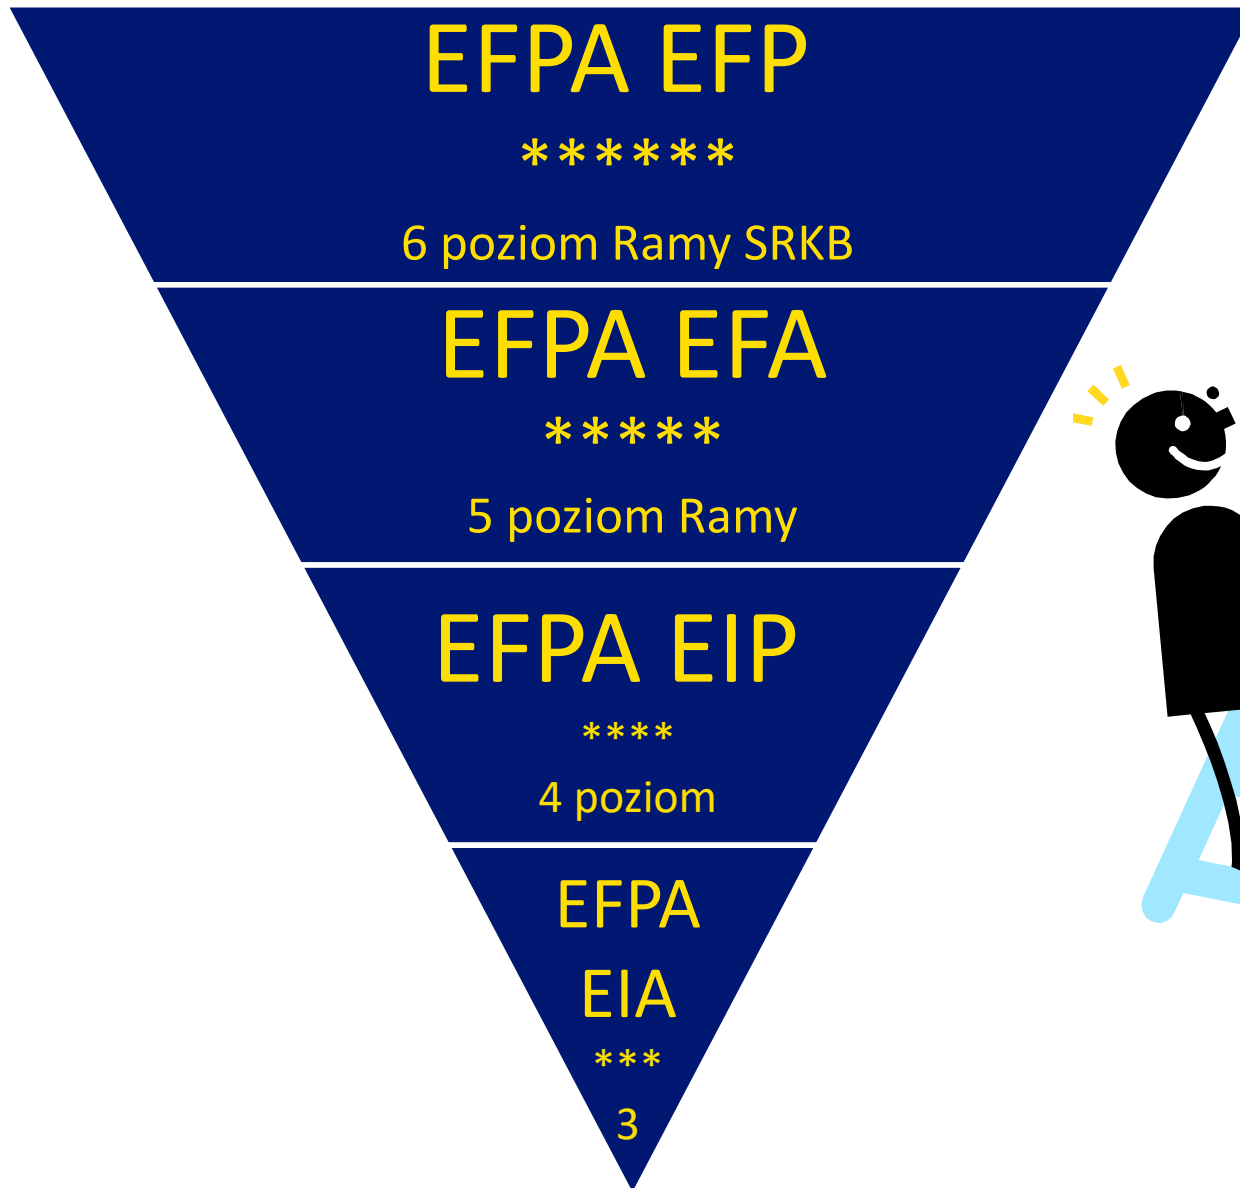 EFPA EFP
******
6 poziom Ramy SRKB
EFPA EFA
*****
5 poziom Ramy
EFPA EIP
****
4 poziom
EFPA
EIA
***
3